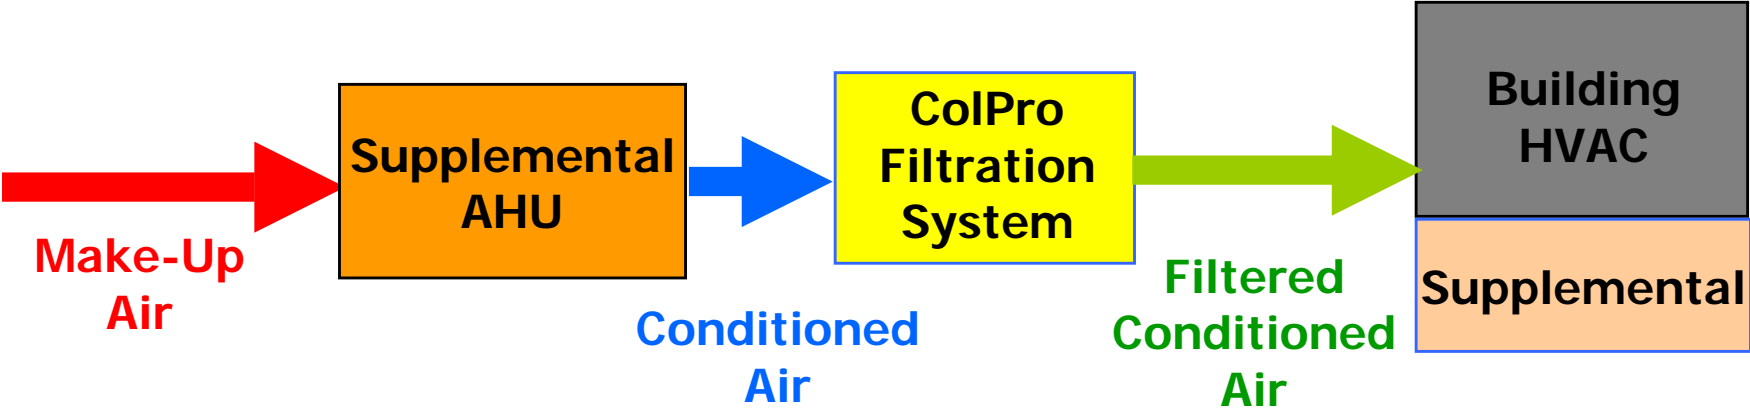 Make-Up
Air
Supplemental
AHU
Conditioned
Air
ColPro
Filtration
System
Filtered
Conditioned
Air
Building
HVAC
Supplemental